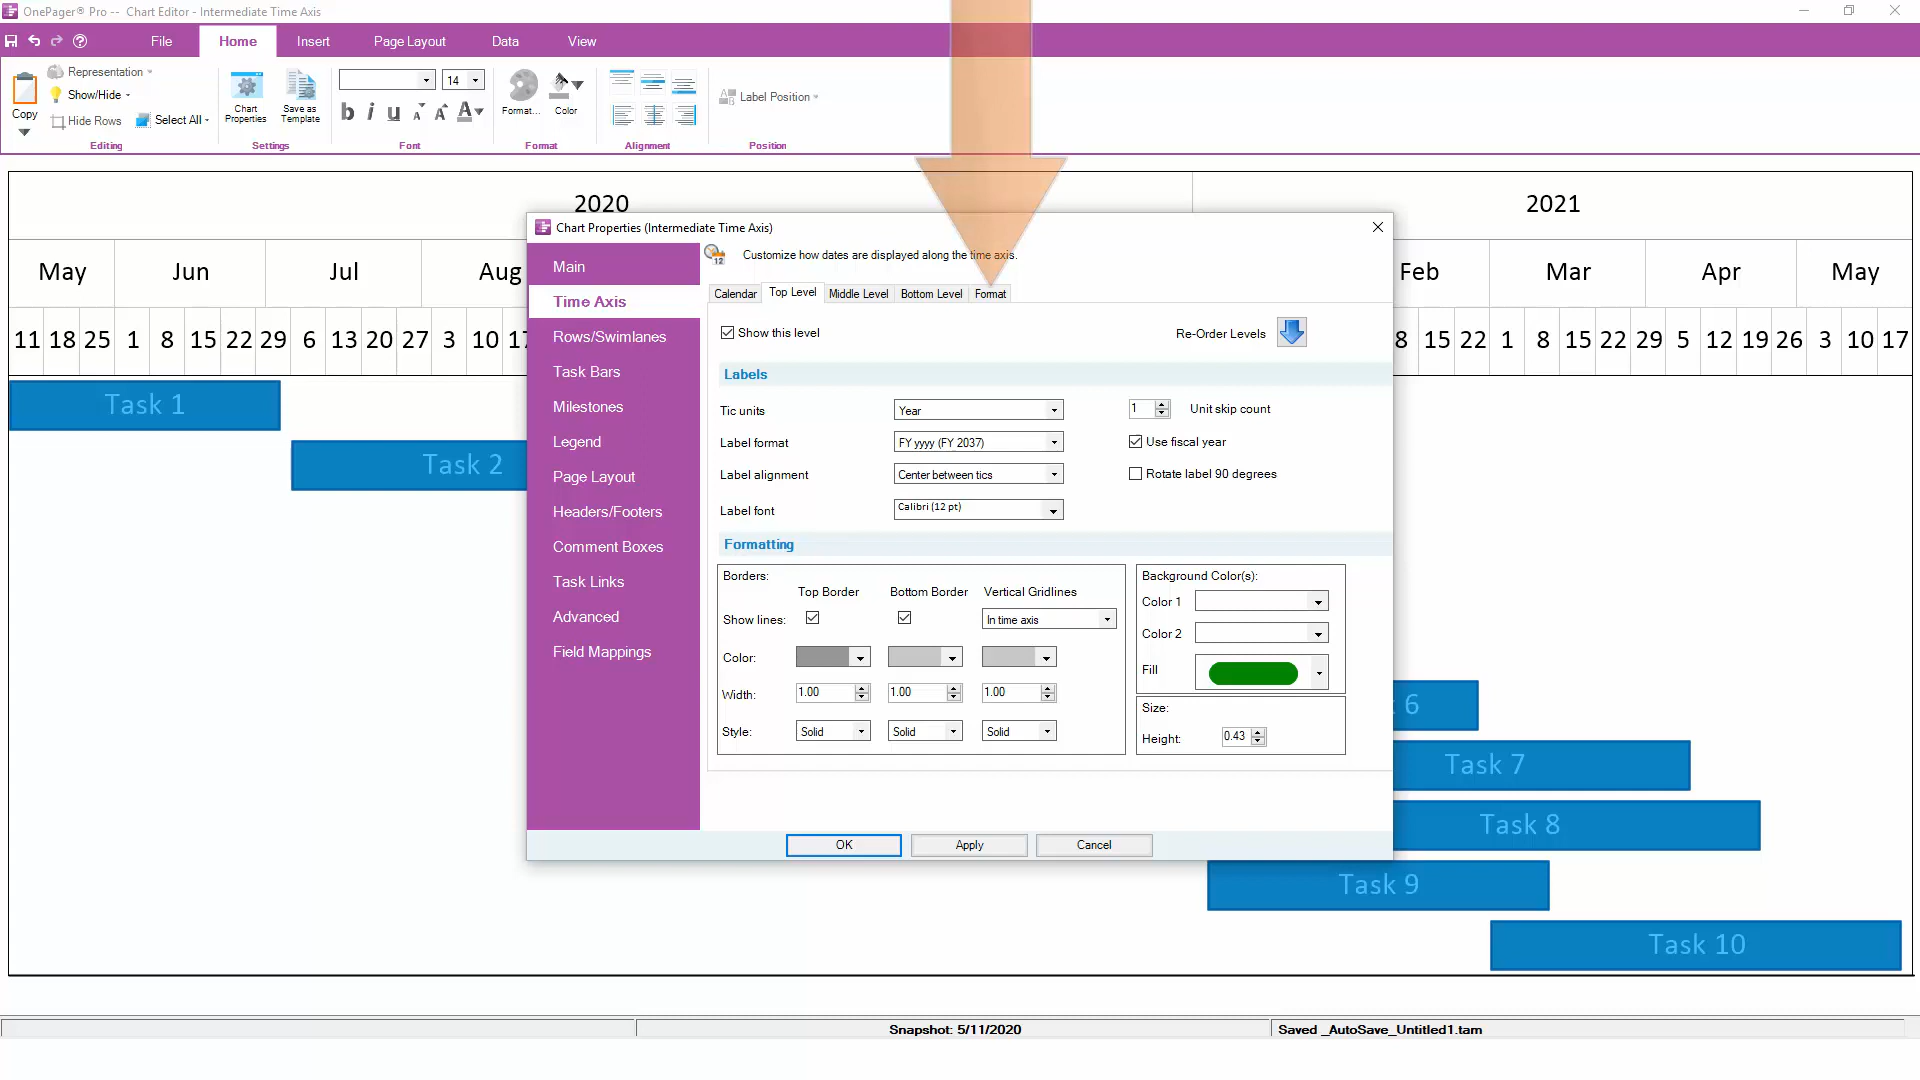 OnePager® Pro -- Chart Editor - Intermediate Time Axis
File Home Insert Page Layout Data View
Copy
Representation
Show/Hide
Hide Rows
Select All
Editing
Chart Properties
Save as Template
Settings
14
b i u A A A
Font
Format...
Color
Format
Alignment
Label Position
Position
2020 2021
May Jun Jul Aug Feb Mar Apr May
11 18 25 1 8 15 22 29 6 13 20 27 3 10 8 15 22 1 8 15 22 29 5 12 19 26 3 10 17
Task 1
Task 2
6
Task 7
Task 8
Task 9
Task 10
Chart Properties (Intermediate Time Axis)
Main
Time Axis
Rows/Swimlanes
Task Bars
Milestones
Legend
Page Layout
Headers/Footers
Comment Boxes
Task Links
Advanced
Field Mappings
12
Customize how dates are displayed along the time axis.
Calendar Top Level Middle Level Bottom Level Format
Show this level
Re-Order Levels
Labels
Tic units Year 1 Unit skip count
Label format FY yyyy (FY 2037) Use fiscal year
Label alignment Center between tics Rotate label 90 degrees
Label font Calibri (12 pt)
Formatting
Borders:
Top Border Bottom Border Vertical Gridlines
Show lines: In time axis
Color:
Width: 1.00 1.00 1.00
Style: Solid Solid Solid
Background Color(s):
Color 1
Color 2
Fill
Size:
Height: 0.43
OK Apply Cancel
Snapshot: 5/11/2020
Saved _AutoSave_Untitled1.tam